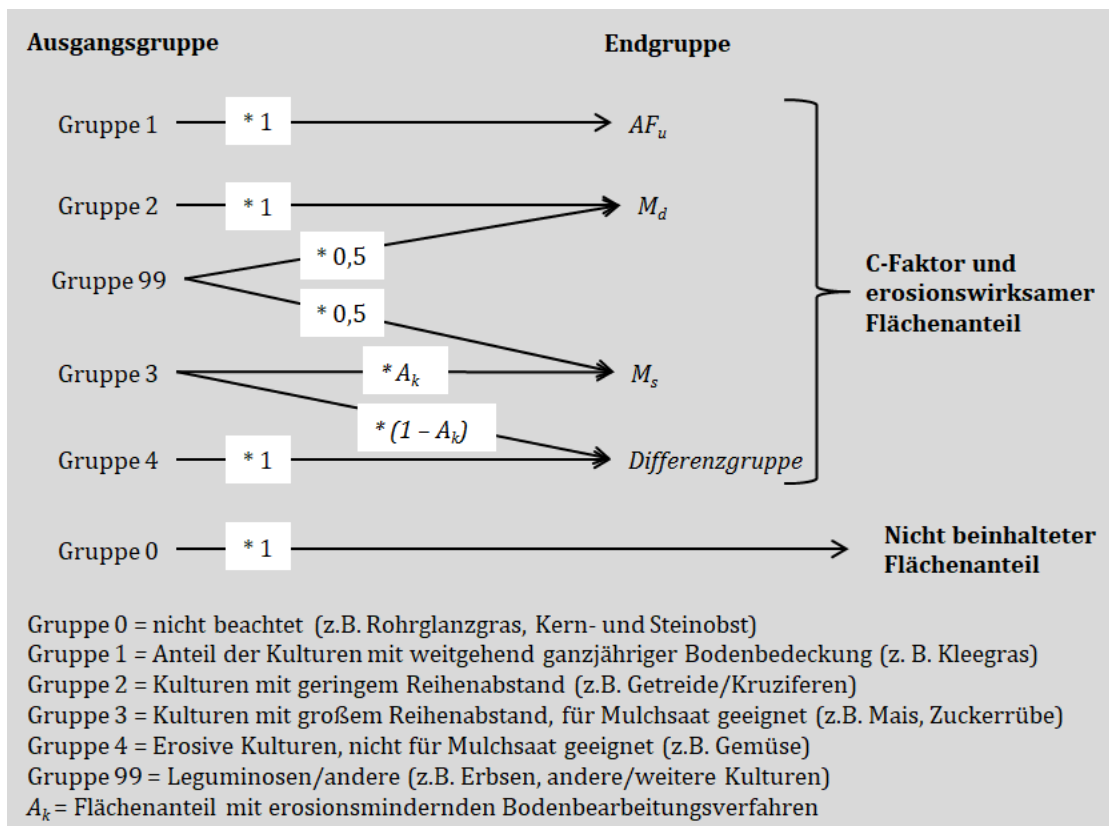 Ausgangsgruppe
Endgruppe
Gruppe 1
* 1
AF_u
Gruppe 2
* 1
M_d
* 0,5
Gruppe 99
* 0,5
C-Faktor und
erosionswirksamer
Flächenanteil
Gruppe 3
* A_k
M_s
* (1 – A_k)
Gruppe 4
* 1
Differenzgruppe
Gruppe 0
* 1
Nicht beinhalteter
Flächenanteil
Gruppe 0 = nicht beachtet (z.B. Rohrglanzgras, Kern- und Steinobst)
Gruppe 1 = Anteil der Kulturen mit weitgehend ganzjähriger Bodenbedeckung (z. B. Kleegras)
Gruppe 2 = Kulturen mit geringem Reihenabstand (z.B. Getreide/Kruziferen)
Gruppe 3 = Kulturen mit großem Reihenabstand, für Mulchsaat geeignet (z.B. Mais, Zuckerrübe)
Gruppe 4 = Erosive Kulturen, nicht für Mulchsaat geeignet (z.B. Gemüse)
Gruppe 99 = Leguminosen/andere (z.B. Erbsen, andere/weitere Kulturen)
A_k = Flächenanteil mit erosionsmindernden Bodenbearbeitungsverfahren